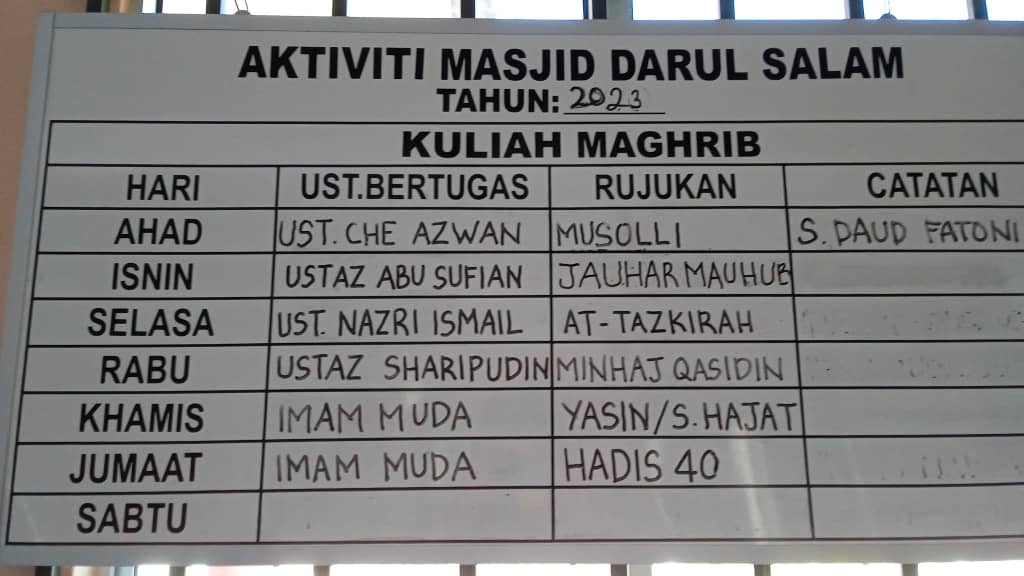 AKTIVITI MASJID DARUL SALAM
TAHUN: 2023
KULIAH MAGHRIB
HARI UST.BERTUGAS RUJUKAN CATATAN
AHAD UST. CHE AZWAN MUSOLLI S. DAUD FATONI
ISNIN USTAZ ABU SUFIAN JAUHAR MAUHUB
SELASA UST. NAZRI ISMAIL AT-TAZKIRAH
RABU USTAZ SHARIPUDIN MINHAJ QASIDIN
KHAMIS IMAM MUDA YASIN/S. HAJAT
JUMAAT IMAM MUDA HADIS 40
SABTU